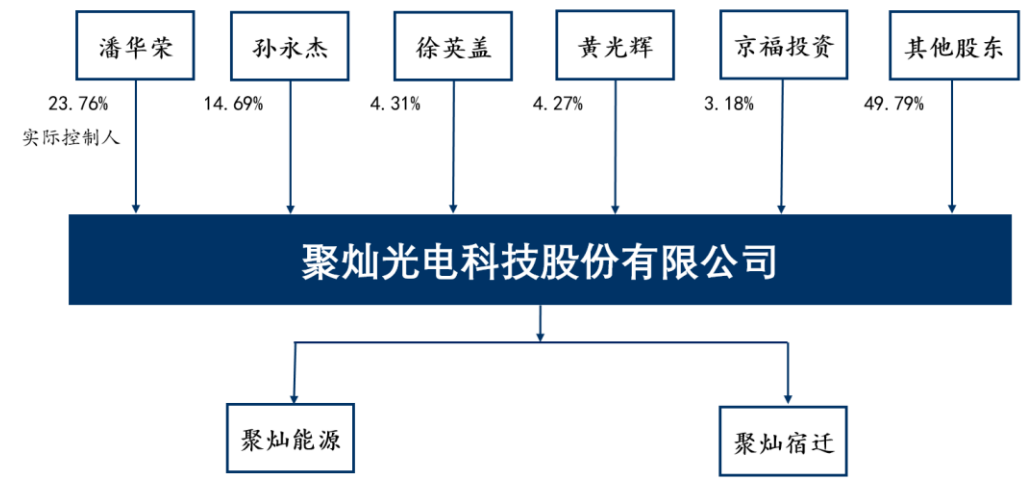 潘华荣 孙永杰 徐英盖 黄光辉 京福投资 其他股东
23.76% 14.69% 4.31% 4.27% 3.18% 49.79%
实际控制人
聚灿光电科技股份有限公司
聚灿能源 聚灿宿迁